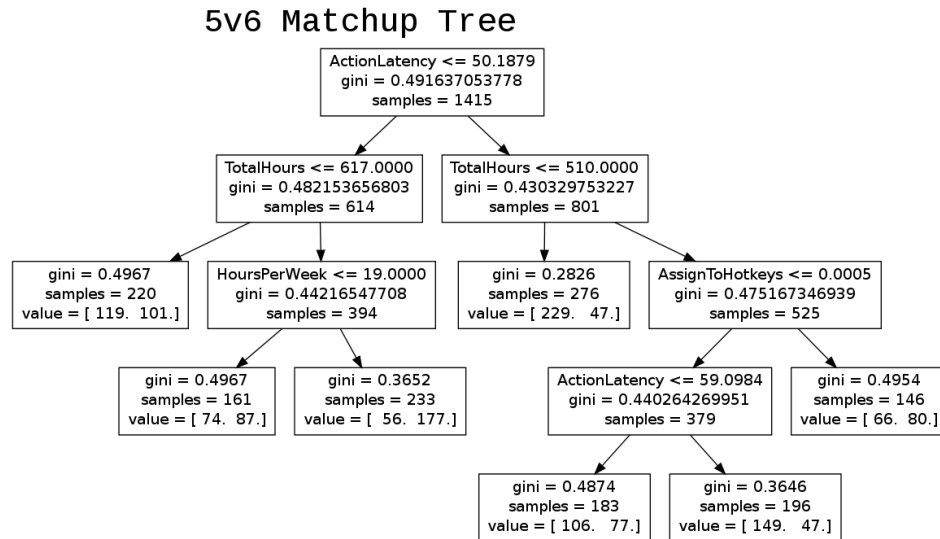 5v6 Matchup Tree
ActionLatency <= 50.1879
gini = 0.491637053778
samples = 1415
TotalHours <= 617.0000
gini = 0.482153656803
samples = 614
TotalHours <= 510.0000
gini = 0.430329753227
samples = 801
gini = 0.4967
samples = 220
value = [ 119.  101.]
HoursPerWeek <= 19.0000
gini = 0.44216547708
samples = 394
gini = 0.2826
samples = 276
value = [ 229.   47.]
AssignToHotkeys <= 0.0005
gini = 0.475167346939
samples = 525
gini = 0.4967
samples = 161
value = [ 74.  87.]
gini = 0.3652
samples = 233
value = [  56.  177.]
ActionLatency <= 59.0984
gini = 0.440264269951
samples = 379
gini = 0.4954
samples = 146
value = [ 66.  80.]
gini = 0.4874
samples = 183
value = [ 106.   77.]
gini = 0.3646
samples = 196
value = [ 149.   47.]